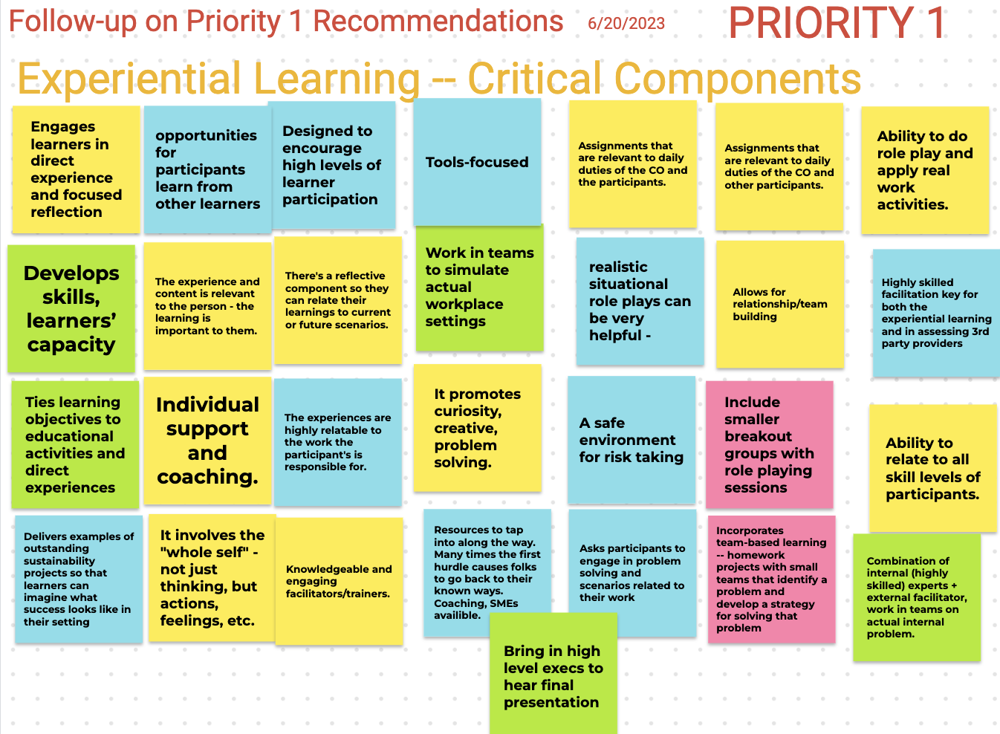 Follow-up on Priority 1 Recommendations 6/20/2023 PRIORITY 1
Experiential Learning -- Critical Components
Engages
learners in
direct
experience
and focused
reflection
opportunities
for
participants
learn from
other learners
Designed to
encourage
high levels of
learner
participation
Tools-focused
Assignments that
are relevant to daily
duties of the CO and
the participants.
Assignments that
are relevant to daily
duties of the CO and
other participants.
Ability to do
role play and
apply real
work
activities.
Develops
skills,
learners’
capacity
The experience and
content is relevant
to the person - the
learning is
important to them.
There's a reflective
component so they
can relate their
learnings to current
or future scenarios.
Work in teams
to simulate
actual
workplace
settings
realistic
situational
role plays can
be very
helpful -
Allows for
relationship/team
building
Highly skilled
facilitation key for
both the
experiential learning
and in assessing 3rd
party providers
Ties learning
objectives to
educational
activities and
direct
experiences
Individual
support
and
coaching.
The experiences are
highly relatable to
the work the
participant's is
responsible for.
It promotes
curiosity,
creative,
problem
solving.
A safe
environment
for risk taking
Include
smaller
breakout
groups with
role playing
sessions
Ability to
relate to all
skill levels of
participants.
Delivers examples of
outstanding
sustainability
projects so that
learners can
imagine what
success looks like in
their setting
It involves the
"whole self" -
not just
thinking, but
actions,
feelings, etc.
Knowledgeable and
engaging
facilitators/trainers.
Resources to tap
into along the way.
Many times the first
hurdle causes folks
to go back to their
known ways.
Coaching, SMEs
availible.
Asks participants to
engage in problem
solving and
scenarios related to
their work
Incorporates
team-based learning
-- homework
projects with small
teams that identify a
problem and
develop a strategy
for solving that
problem
Combination of
internal (highly
skilled) experts +
external facilitator,
work in teams on
actual internal
problem.
Bring in high
level execs to
hear final
presentation